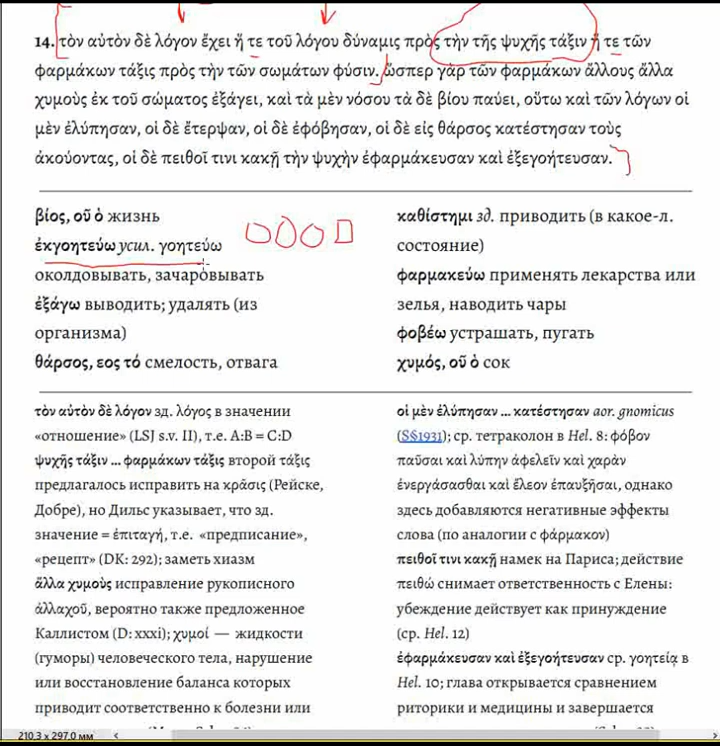 14. τὸν αὐτὸν δὲ λόγον ἔχει ἥ τε τοῦ λόγου δύναμις πρὸς τὴν τῆς ψυχῆς τάξιν ἥ τε τῶν
φαρμάκων τάξις πρὸς τὴν τῶν σωμάτων φύσιν. ὥσπερ γὰρ τῶν φαρμάκων ἄλλους ἄλλα
χυμοὺς ἐκ τοῦ σώματος ἐξάγει, καὶ τὰ μὲν νόσου τὰ δὲ βίου παύει, οὕτω καὶ τῶν λόγων οἱ
μὲν ἐλύπησαν, οἱ δὲ ἔτερψαν, οἱ δὲ ἐφόβησαν, οἱ δὲ εἰς θάρσος κατέστησαν τοὺς
ἀκούοντας, οἱ δὲ πειθοῖ τινι κακῇ τὴν ψυχὴν ἐφαρμάκευσαν καὶ ἐξεγοήτευσαν.
βίος, οῦ ὁ жизнь
ἐκγοητεύω усил. γοητεύω
околдовывать, зачаровывать
ἐξάγω выводить; удалять (из
организма)
θάρσος, εος τό смелость, отвага
καθίστημι зд. приводить (в какое-л.
состояние)
φαρμακεύω применять лекарства или
зелья, наводить чары
φοβέω устрашать, пугать
χυμός, οῦ ὁ сок
τὸν αὐτὸν δὲ λόγον зд. λόγος в значении
«отношение» (LSJ s.v. II), т.е. A:B = C:D
ψυχῆς τάξιν ... φαρμάκων τάξις второй τάξις
предлагалось исправить на κρᾶσις (Рейске,
Добре), но Дильс указывает, что зд.
значение = ἐπιταγή, т.е. «предписание»,
«рецепт» (DK: 292); заметь хиазм
ἄλλα χυμοὺς исправление рукописного
ἀλλαχοῦ, вероятно также предложенное
Каллистом (D: xxxi); χυμοί — жидкости
(гуморы) человеческого тела, нарушение
или восстановление баланса которых
приводит соответственно к болезни или
οἱ μὲν ἐλύπησαν ... κατέστησαν aor. gnomicus
(S§1931); ср. тетраколон в Hel. 8: φόβον
παῦσαι καὶ λύπην ἀφελεῖν καὶ χαρὰν
ἐνεργάσασθαι καὶ ἔλεον ἐπαυξῆσαι, однако
здесь добавляются негативные эффекты
слова (по аналогии с φάρμακον)
πειθοῖ τινι κακῇ намек на Париса; действие
πειθώ снимает ответственность с Елены:
убеждение действует как принуждение
(ср. Hel. 12)
ἐφαρμάκευσαν καὶ ἐξεγοήτευσαν ср. γοητείᾳ в
Hel. 10; глава открывается сравнением
риторики и медицины и завершается
210,3 x 297,0 мм